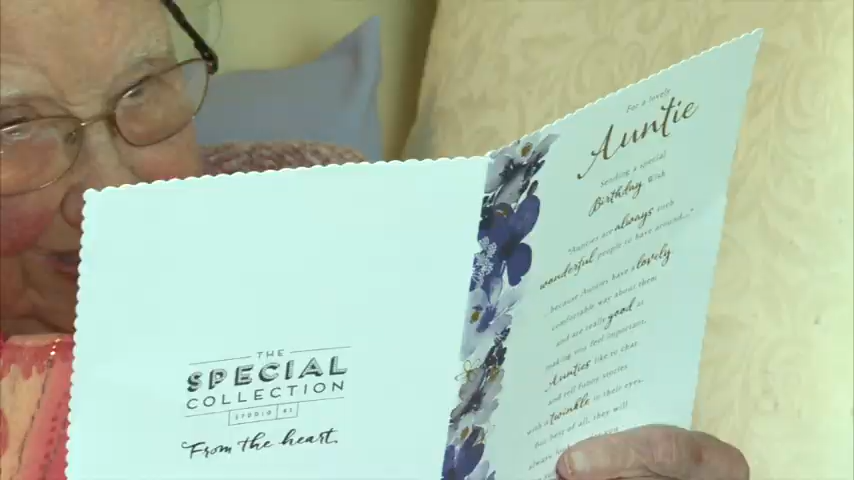 THE
SPECIAL
COLLECTION
STUDIO 43
From the heart.
For a lovely
Auntie
Sending a special
Birthday wish
"Aunties are always such
wonderful people to have around..."
because Aunties have a lovely
comfortable way about them
and are really good at
making you feel important.
Aunties like to chat
and tell funny stories
with a twinkle in their eyes.
But best of all, they will
always